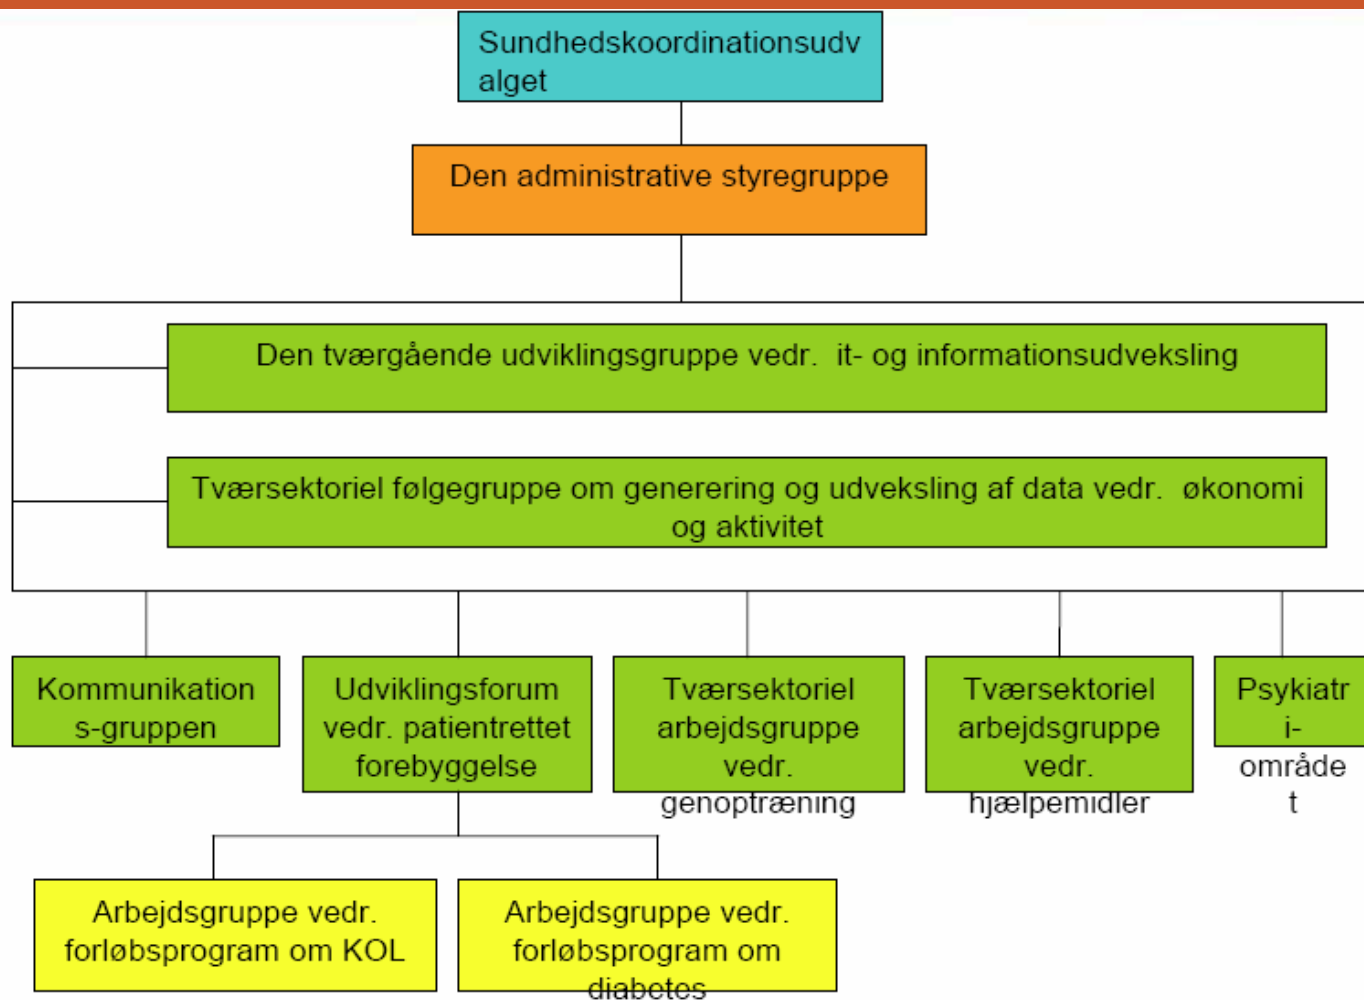 Sundhedskoordinationsudv
alget
Den administrative styregruppe
Den tværgående udviklingsgruppe vedr. it- og informationsudveksling
Tværsektoriel følgegruppe om generering og udveksling af data vedr. økonomi
og aktivitet
Kommunikation
s-gruppen
Udviklingsforum
vedr. patientrettet
forebyggelse
Tværsektoriel
arbejdsgruppe
vedr.
genoptræning
Tværsektoriel
arbejdsgruppe
vedr.
hjælpemidler
Psykiatr
i-
område
t
Arbejdsgruppe vedr.
forløbsprogram om KOL
Arbejdsgruppe vedr.
forløbsprogram om
diabetes